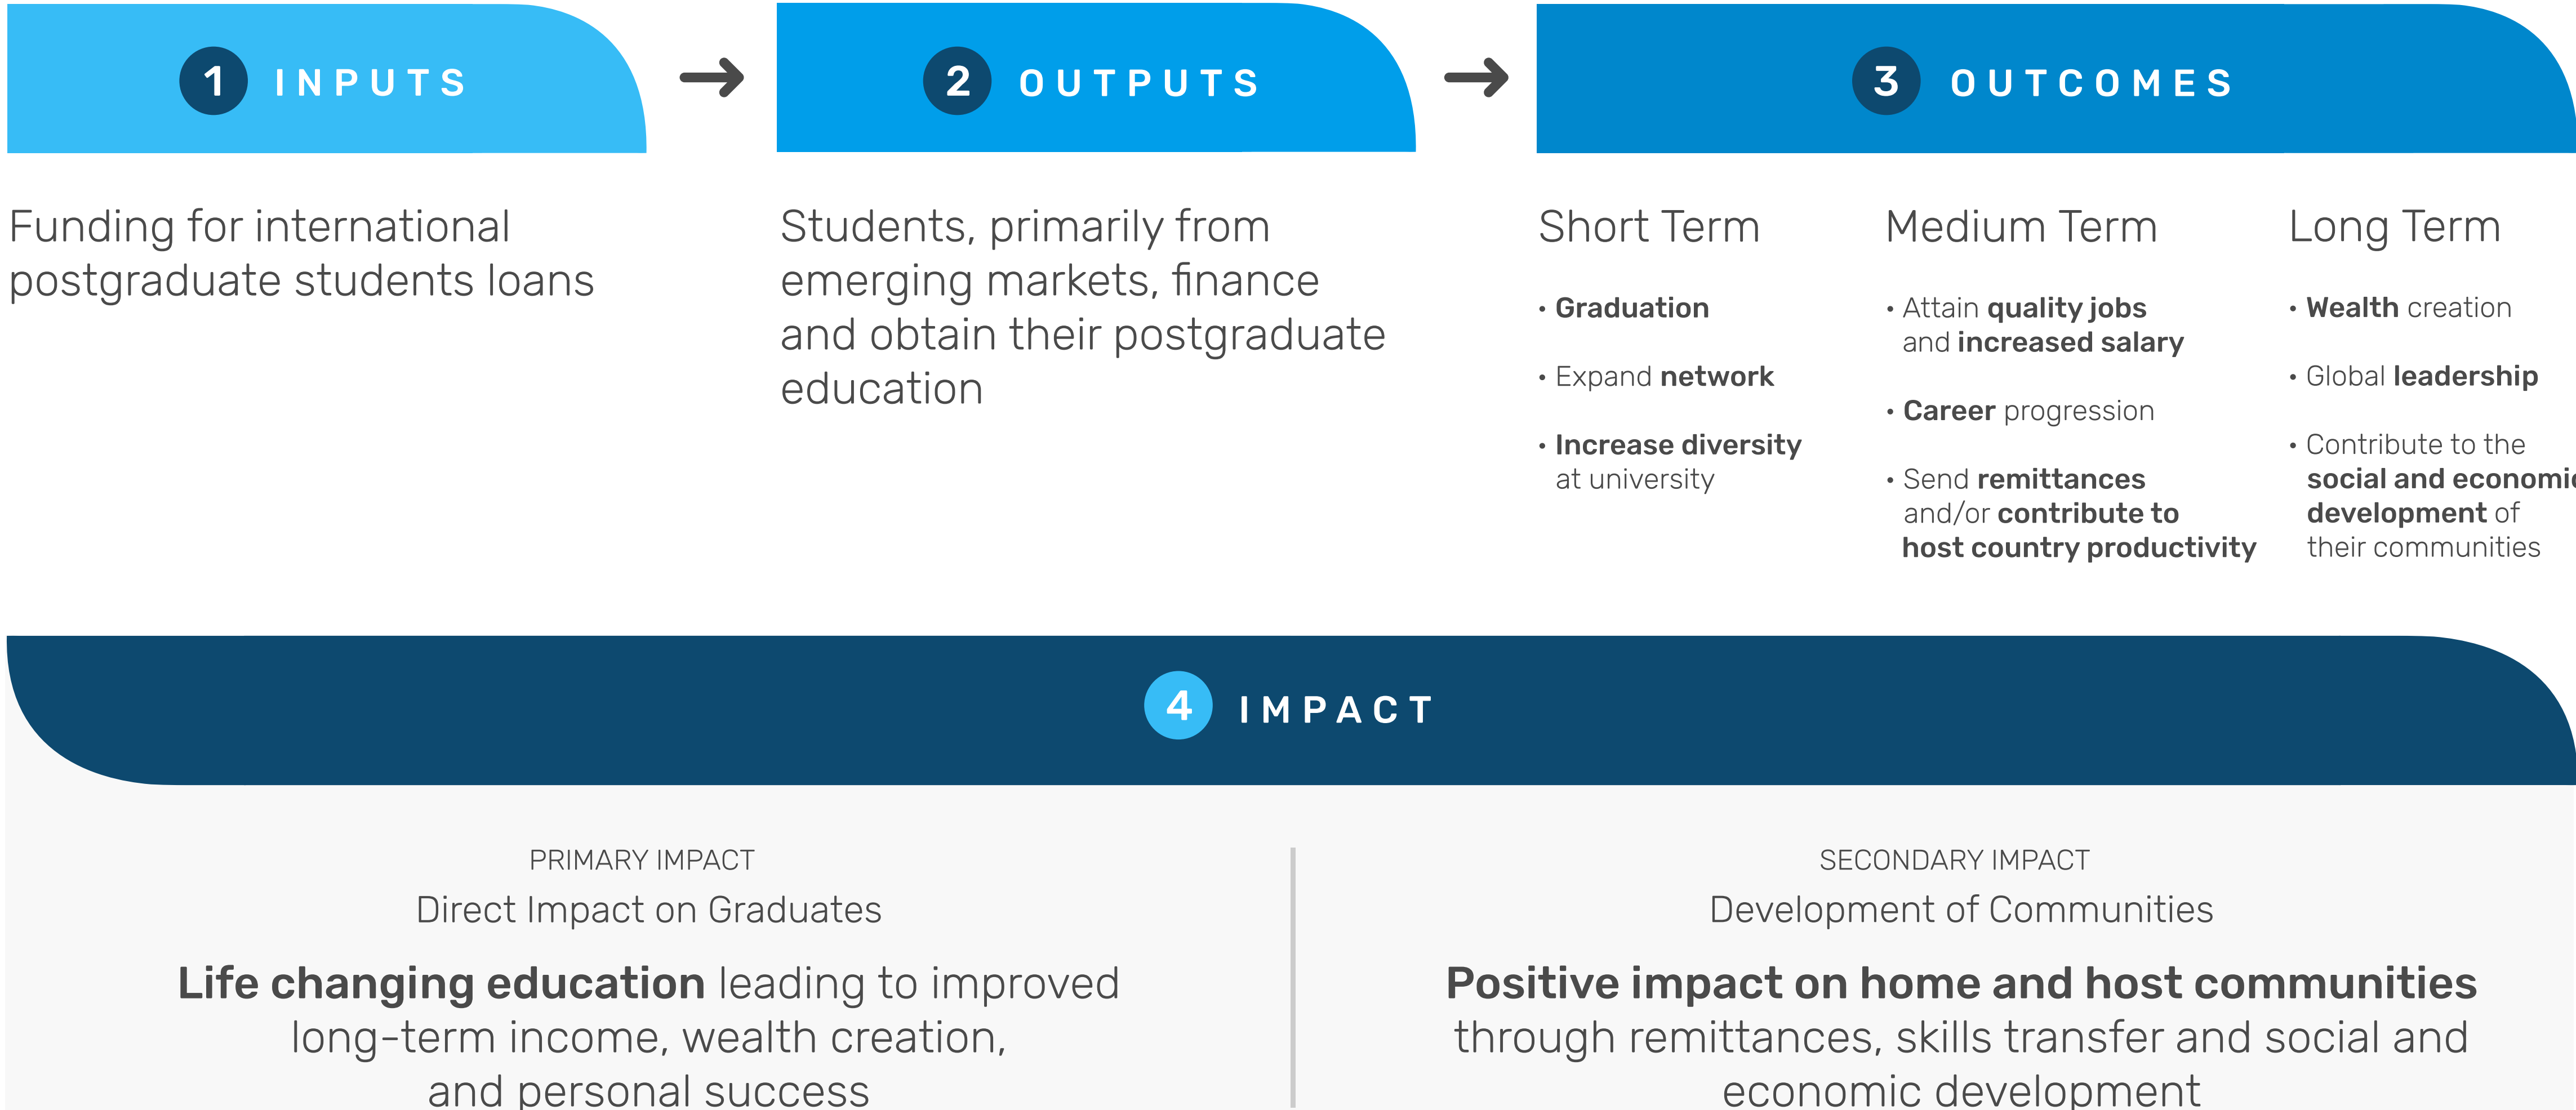 1 INPUTS
Funding for international
postgraduate students loans
2 OUTPUTS
Students, primarily from
emerging markets, finance
and obtain their postgraduate
education
3 OUTCOMES
Short Term
• Graduation
• Expand network
• Increase diversity
at university
Medium Term
• Attain quality jobs
and increased salary
• Career progression
• Send remittances
and/or contribute to
host country productivity
Long Term
• Wealth creation
• Global leadership
• Contribute to the
social and economic
development of
their communities
4 IMPACT
PRIMARY IMPACT
Direct Impact on Graduates
Life changing education leading to improved
long-term income, wealth creation,
and personal success
SECONDARY IMPACT
Development of Communities
Positive impact on home and host communities
through remittances, skills transfer and social and
economic development